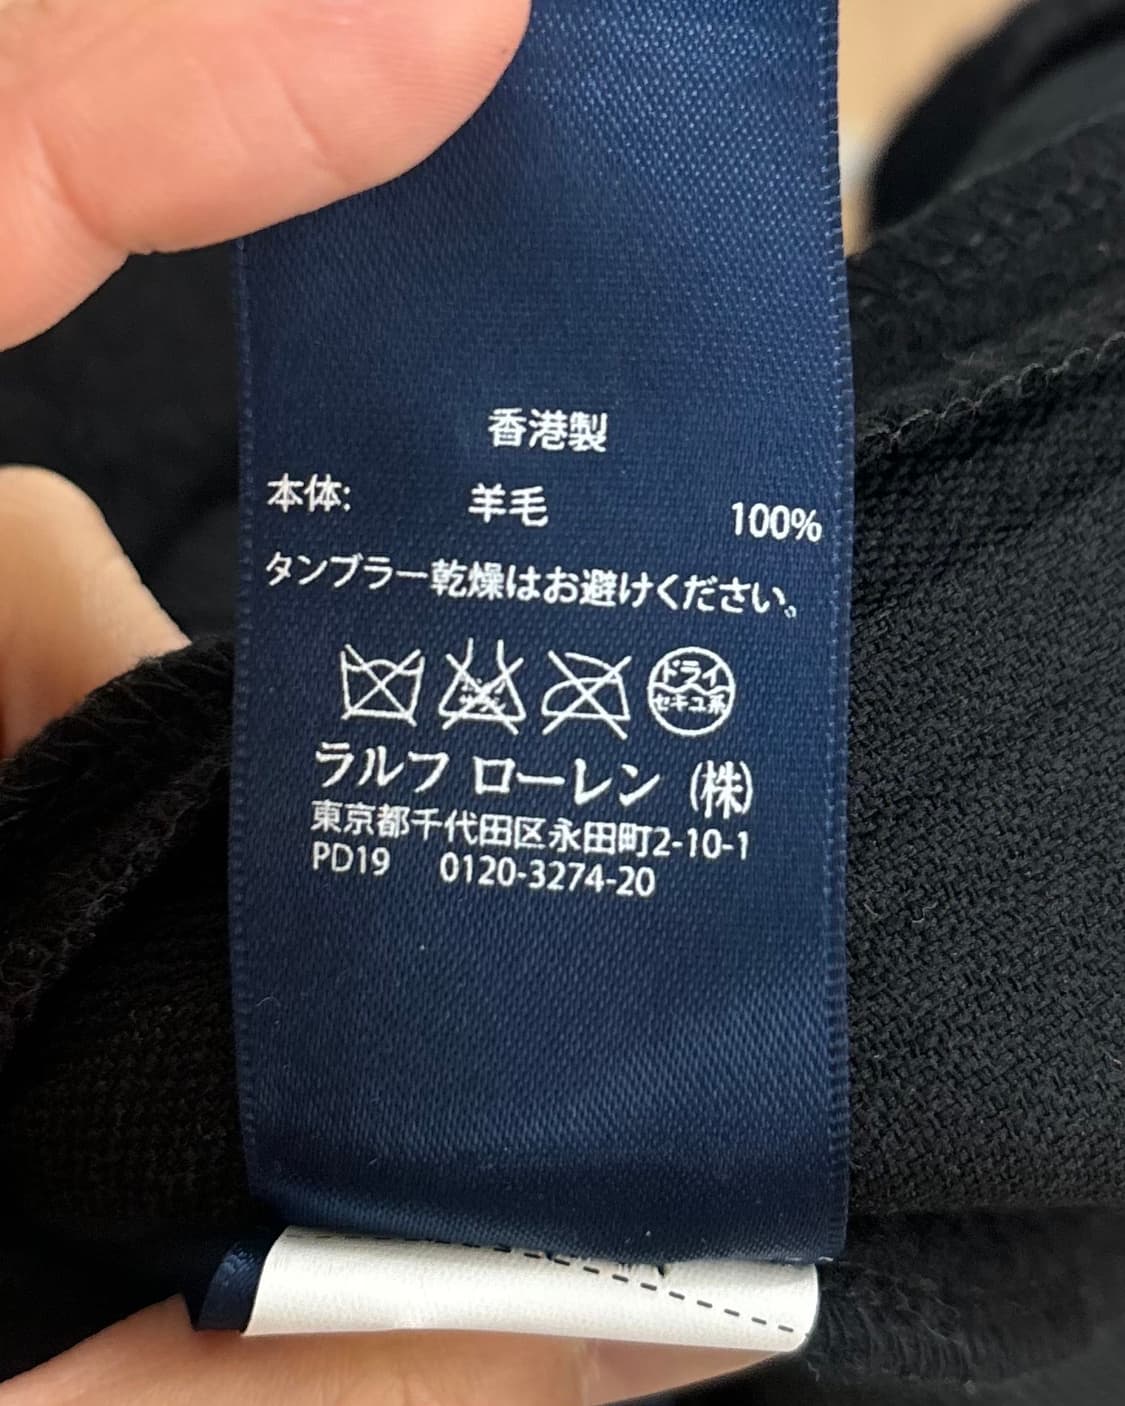 香港製
本体: 羊毛 100%
タンブラー乾燥はお避けください。
ドライ
セキユ系
ラルフ ローレン (株)
東京都千代田区永田町2-10-1
PD19 0120-3274-20